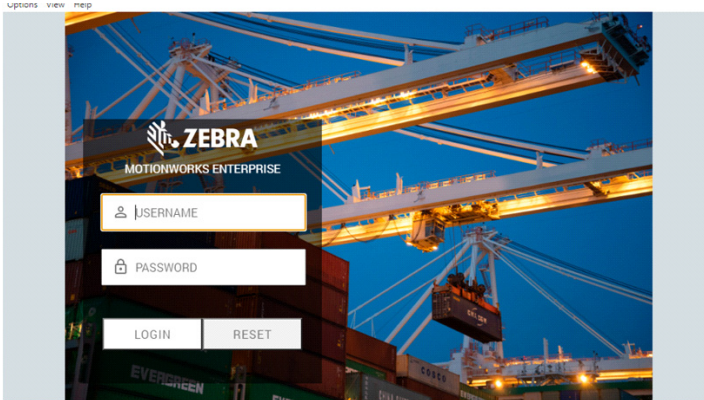 Options View Help
ZEBRA
MOTIONWORKS ENTERPRISE
USERNAME
PASSWORD
LOGIN RESET
EVERGREEN
COSCO